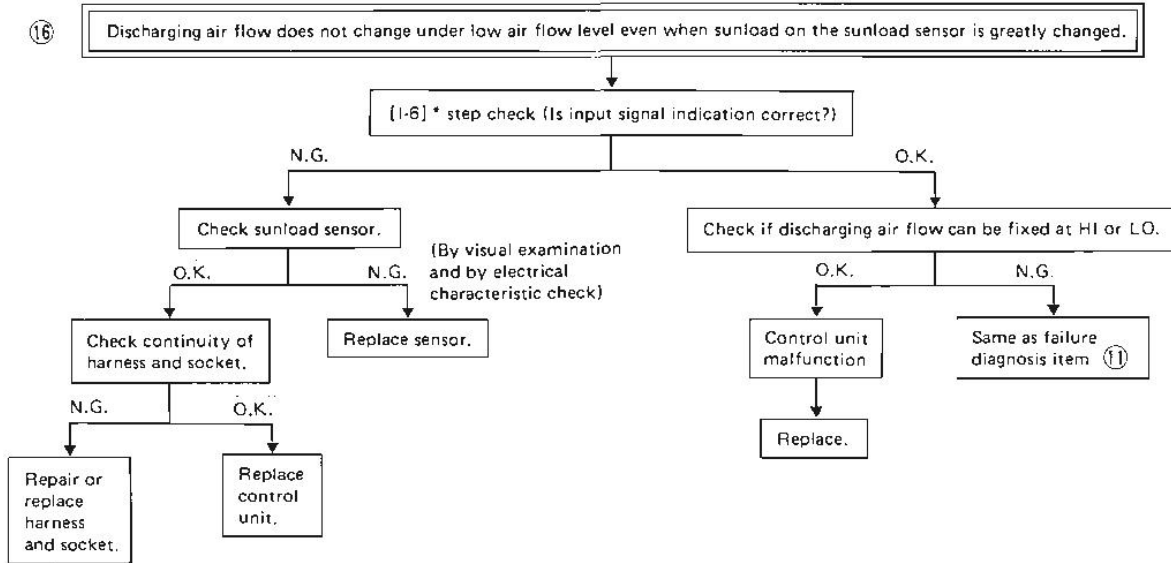 ⑯ Discharging air flow does not change under low air flow level even when sunload on the sunload sensor is greatly changed.
[I-6] * step check (Is input signal indication correct?)
N.G.
O.K.
Check sunload sensor.
(By visual examination
and by electrical
characteristic check)
O.K.
N.G.
Check continuity of
harness and socket.
Replace sensor.
N.G.
O.K.
Repair or
replace
harness
and socket.
Replace
control
unit.
Check if discharging air flow can be fixed at HI or LO.
O.K.
N.G.
Control unit
malfunction
Same as failure
diagnosis item ⑪
Replace.